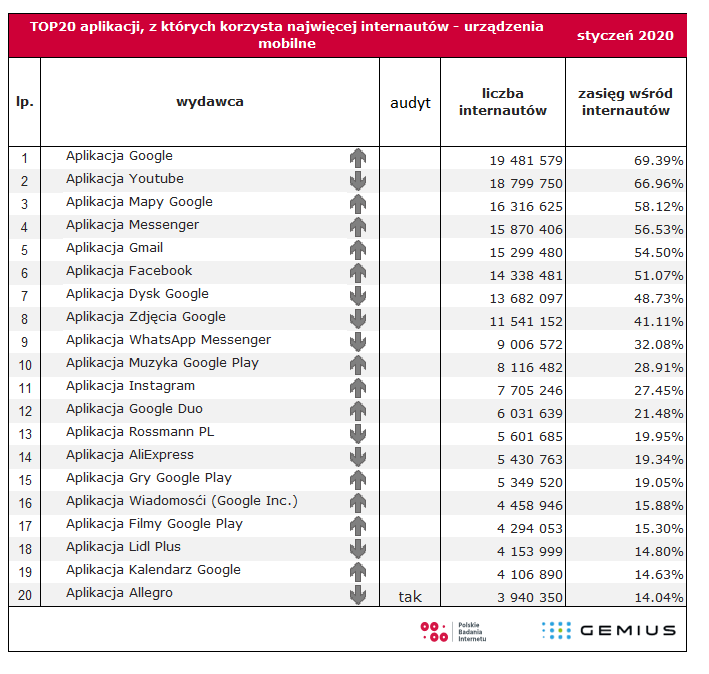 TOP20 aplikacji, z których korzysta najwięcej internautów - urządzenia
mobilne
styczeń 2020
lp. wydawca audyt liczba internautów zasięg wśród internautów
1 Aplikacja Google 19 481 579 69.39%
2 Aplikacja Youtube 18 799 750 66.96%
3 Aplikacja Mapy Google 16 316 625 58.12%
4 Aplikacja Messenger 15 870 406 56.53%
5 Aplikacja Gmail 15 299 480 54.50%
6 Aplikacja Facebook 14 338 481 51.07%
7 Aplikacja Dysk Google 13 682 097 48.73%
8 Aplikacja Zdjęcia Google 11 541 152 41.11%
9 Aplikacja WhatsApp Messenger 9 006 572 32.08%
10 Aplikacja Muzyka Google Play 8 116 482 28.91%
11 Aplikacja Instagram 7 705 246 27.45%
12 Aplikacja Google Duo 6 031 639 21.48%
13 Aplikacja Rossmann PL 5 601 685 19.95%
14 Aplikacja AliExpress 5 430 763 19.34%
15 Aplikacja Gry Google Play 5 349 520 19.05%
16 Aplikacja Wiadomośći (Google Inc.) 4 458 946 15.88%
17 Aplikacja Filmy Google Play 4 294 053 15.30%
18 Aplikacja Lidl Plus 4 153 999 14.80%
19 Aplikacja Kalendarz Google 4 106 890 14.63%
20 Aplikacja Allegro tak 3 940 350 14.04%
Polskie
Badania
Internetu
GEMIUS